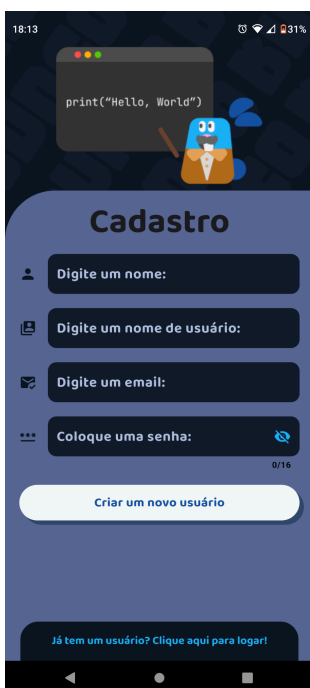 18:13
31%
print("Hello, World")
Cadastro
Digite um nome:
Digite um nome de usuário:
Digite um email:
Coloque uma senha:
0/16
Criar um novo usuário
Já tem um usuário? Clique aqui para logar!